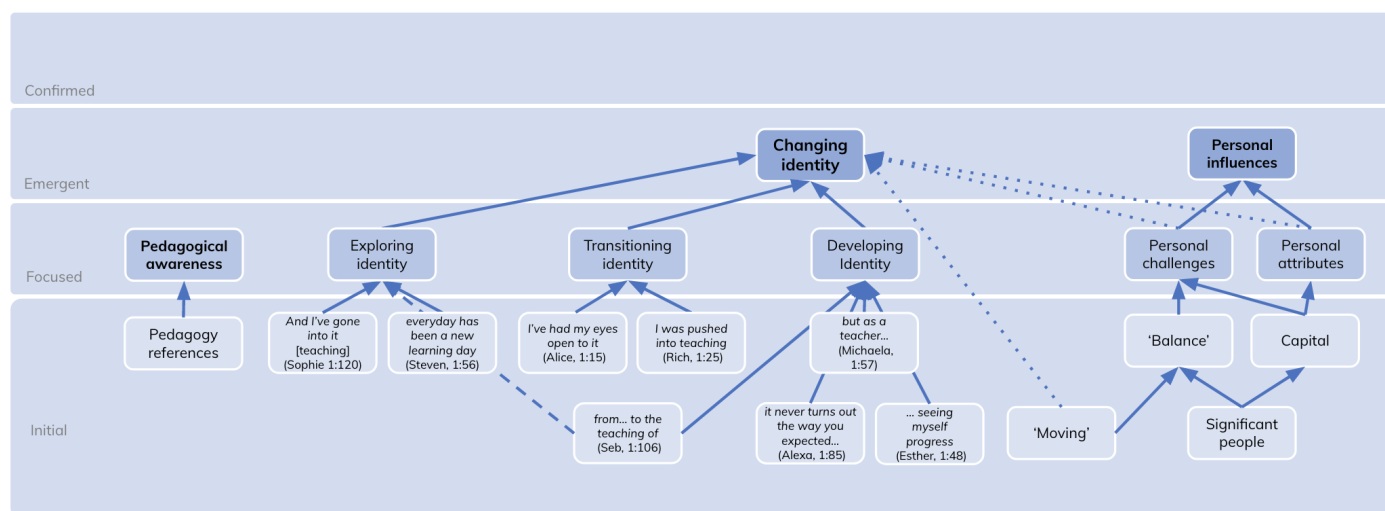 Confirmed
Changing
identity
Personal
influences
Emergent
Pedagogical
awareness
Exploring
identity
Transitioning
identity
Developing
Identity
Personal
challenges
Personal
attributes
Focused
Pedagogy
references
And I’ve gone
into it
[teaching]
(Sophie 1:120)
everyday has
been a new
learning day
(Steven, 1:56)
I’ve had my eyes
open to it
(Alice, 1:15)
I was pushed
into teaching
(Rich, 1:25)
but as a
teacher...
(Michaela,
1:57)
‘Balance’
Capital
Initial
from... to the
teaching of
(Seb, 1:106)
it never turns out
the way you
expected...
(Alexa, 1:85)
... seeing
myself
progress
(Esther, 1:48)
‘Moving’
Significant
people